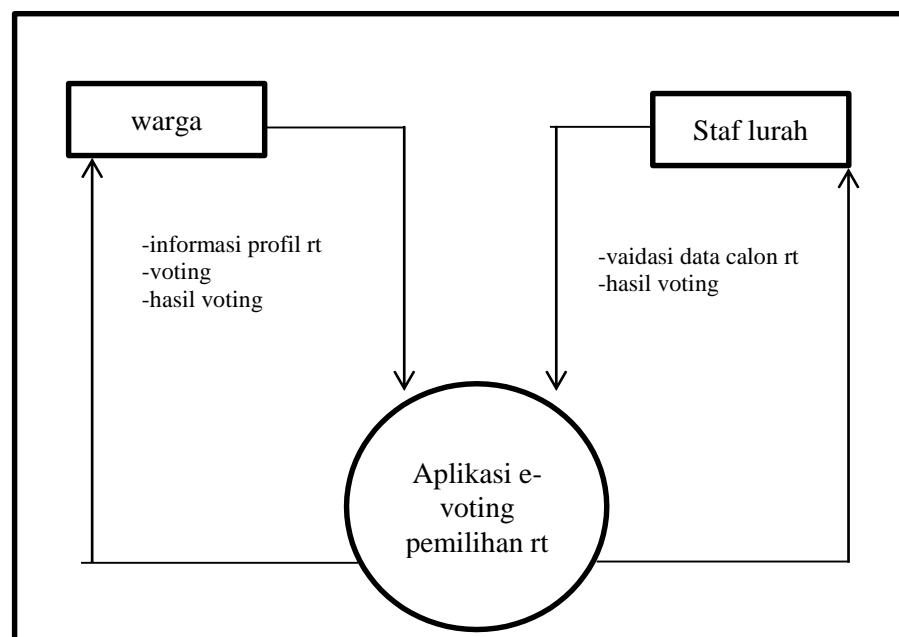 warga
Staf lurah
-informasi profil rt
-voting
-hasil voting
-vaidasi data calon rt
-hasil voting
Aplikasi e-
voting
pemilihan rt